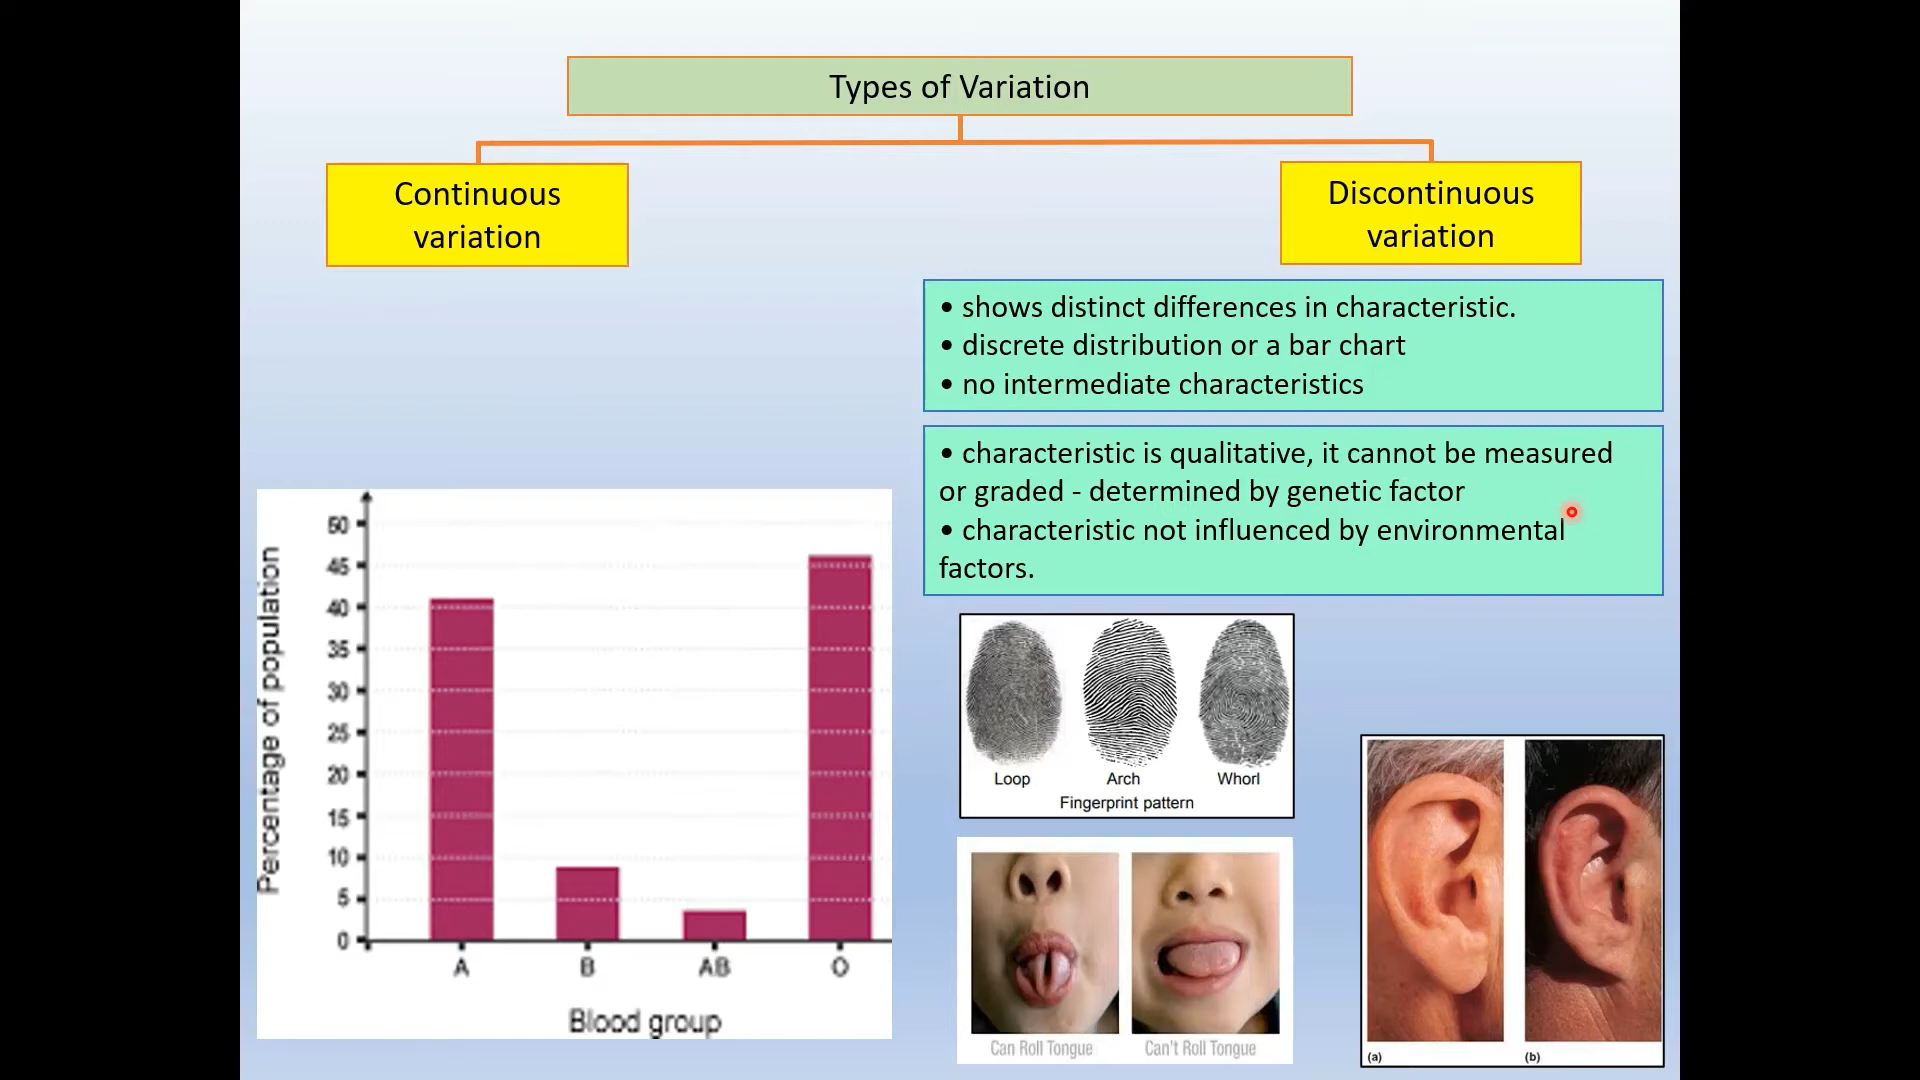 Types of Variation
Continuous
variation
Discontinuous
variation
• shows distinct differences in characteristic.
• discrete distribution or a bar chart
• no intermediate characteristics
• characteristic is qualitative, it cannot be measured
or graded - determined by genetic factor
• characteristic not influenced by environmental
factors.
Percentage of population
50
45
40
35
30
25
20
15
10
5
0
A B AB O
Blood group
Loop Arch Whorl
Fingerprint pattern
Can Roll Tongue Can't Roll Tongue
(a) (b)